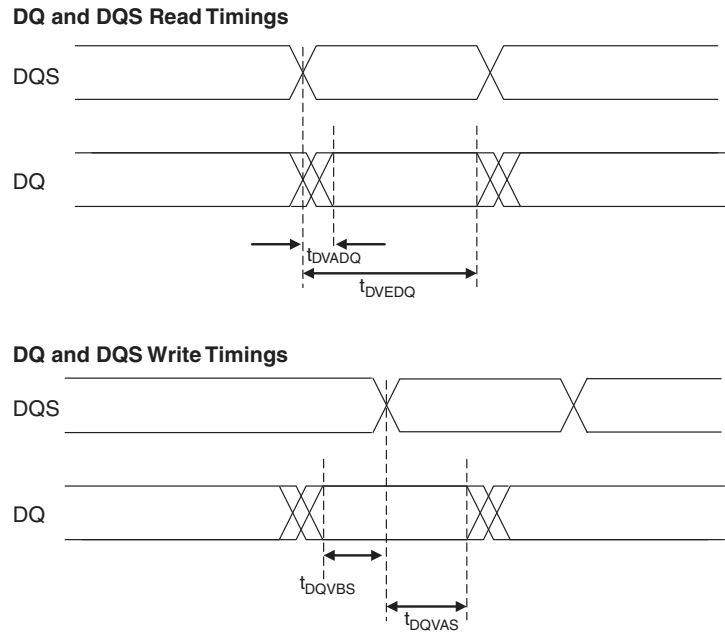 DQ and DQS Read Timings
DQS
DQ
tDVADQ
tDVEDQ
DQ and DQS Write Timings
DQS
DQ
tDQVBS
tDQVAS